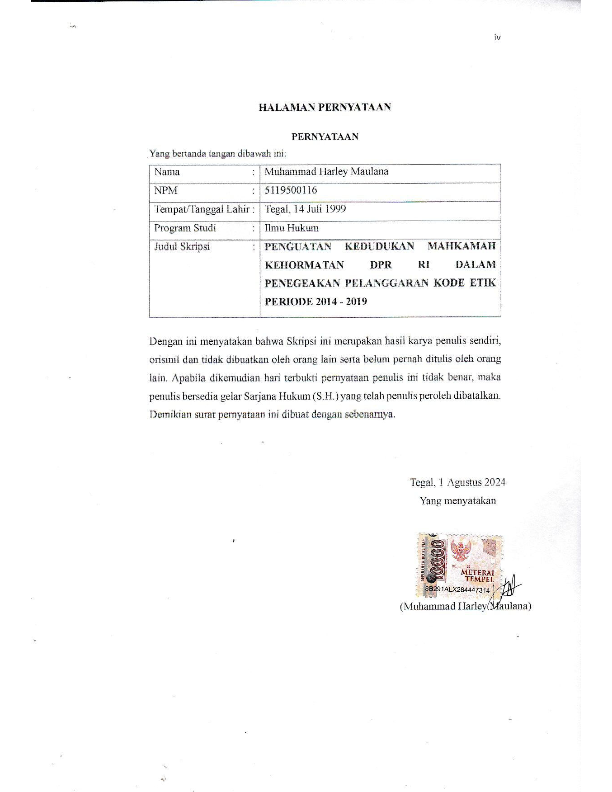 iv
HALAMAN PERNYATAAN
PERNYATAAN
Yang bertanda tangan dibawah ini:
Nama : Muhammad Harley Maulana
NPM : 5119500116
Tempat/Tanggal Lahir : Tegal, 14 Juli 1999
Program Studi : Ilmu Hukum
Judul Skripsi : PENGUATAN KEDUDUKAN MAHKAMAH
KEHORMATAN DPR RI DALAM
PENEGEAKAN PELANGGARAN KODE ETIK
PERIODE 2014 - 2019
Dengan ini menyatakan bahwa Skripsi ini merupakan hasil karya penulis sendiri,
orisinil dan tidak dibuatkan oleh orang lain serta belum pernah ditulis oleh orang
lain. Apabila dikemudian hari terbukti pernyataan penulis ini tidak benar, maka
penulis bersedia gelar Sarjana Hukum (S.H.) yang telah penulis peroleh dibatalkan.
Demikian surat pernyataan ini dibuat dengan sebenarnya.
Tegal, 1 Agustus 2024
Yang menyatakan
10000
METERAI
TEMPEL
(Muhammad Harley Maulana)